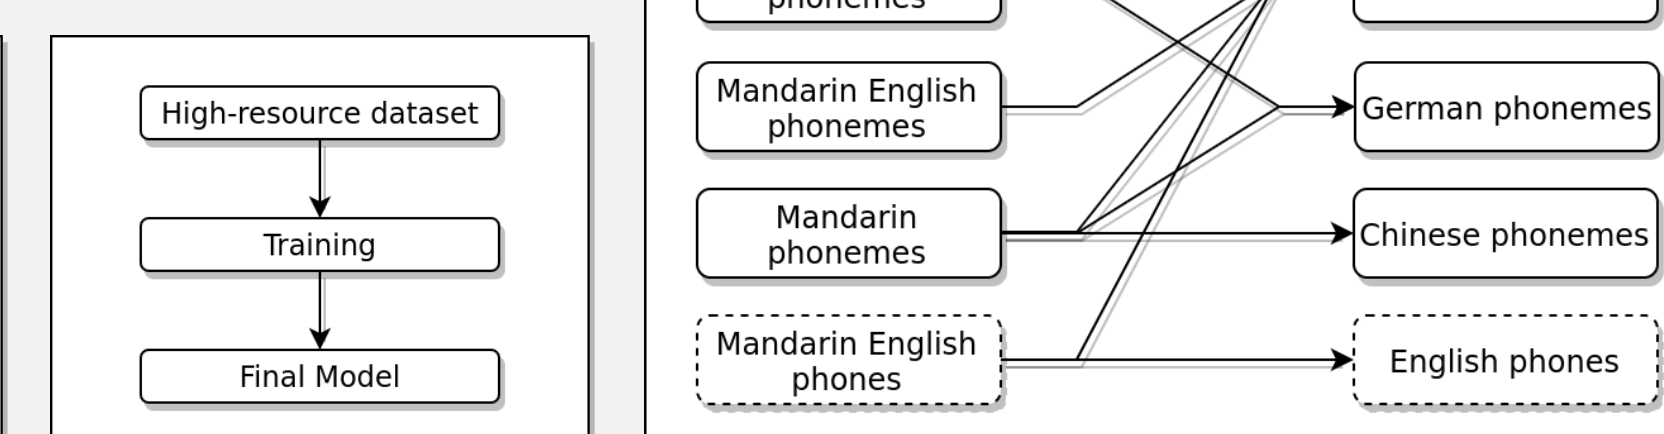 High-resource dataset
Training
Final Model
phonemes
Mandarin English
phonemes
Mandarin
phonemes
Mandarin English
phones
German phonemes
Chinese phonemes
English phones